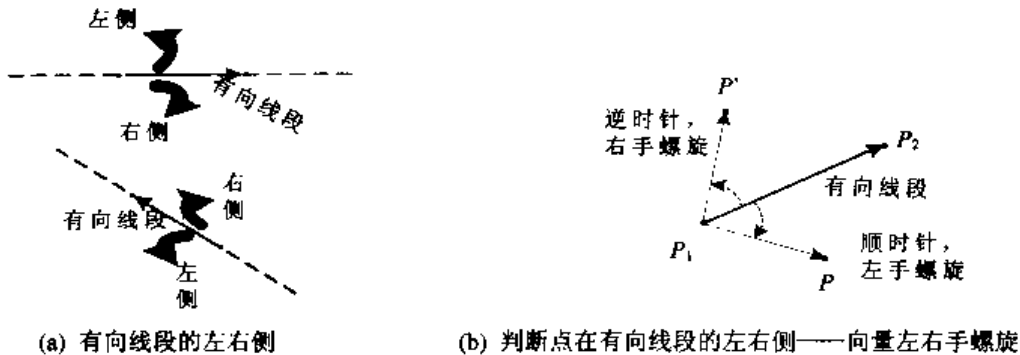 左侧
有向线段
右侧
右
侧
有向线段
左
侧
(a) 有向线段的左右侧
P'
逆时针，
右手螺旋
P₂
有向线段
P₁
顺时针，
左手螺旋
P
(b) 判断点在有向线段的左右侧——向量左右手螺旋